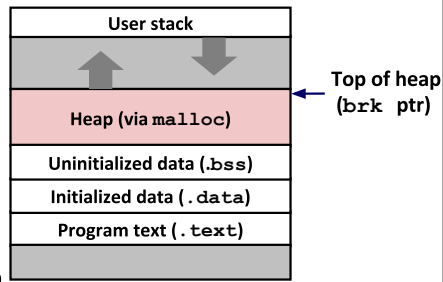 User stack
Top of heap
(brk ptr)
Heap (via malloc)
Uninitialized data (.bss)
Initialized data (.data)
Program text (.text)